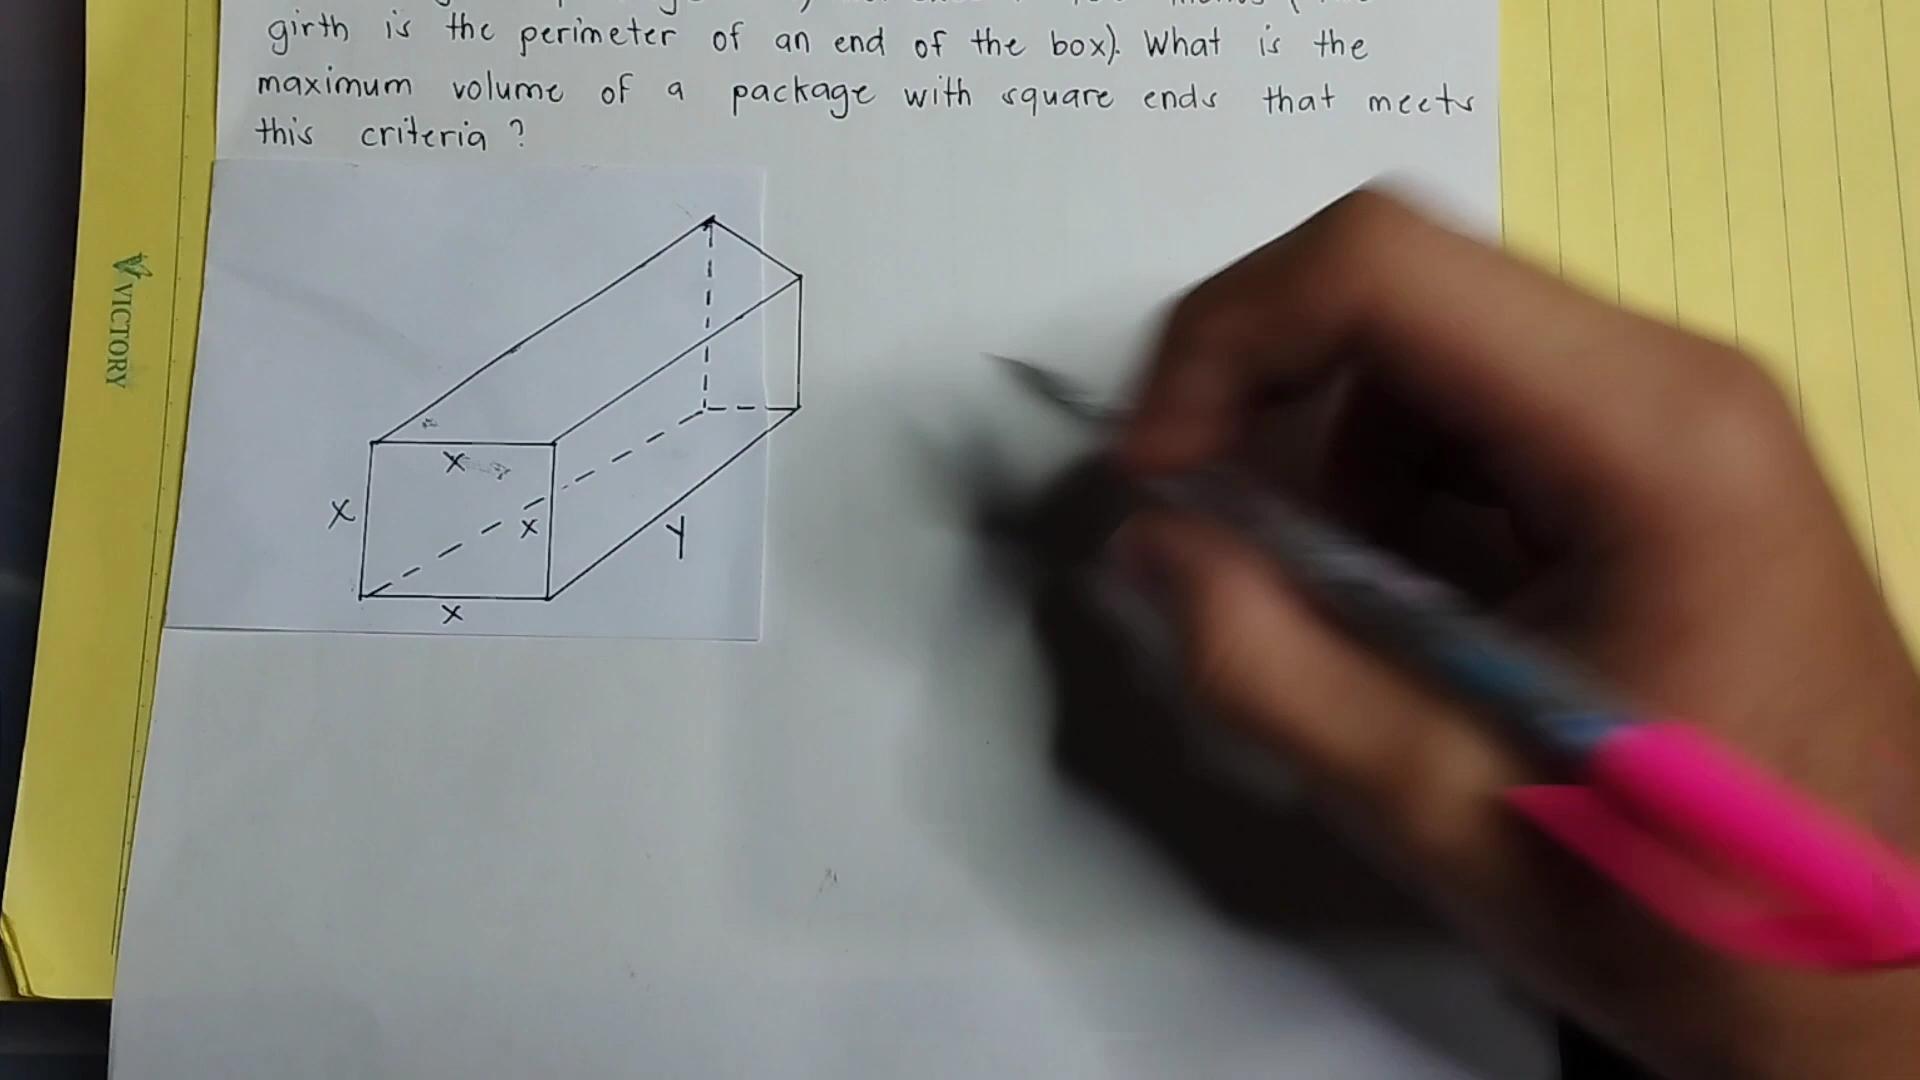 girth is the perimeter of an end of the box). What is the
maximum volume of a package with square ends that meets
this criteria ?
x
x
x
y
x
VICTORY